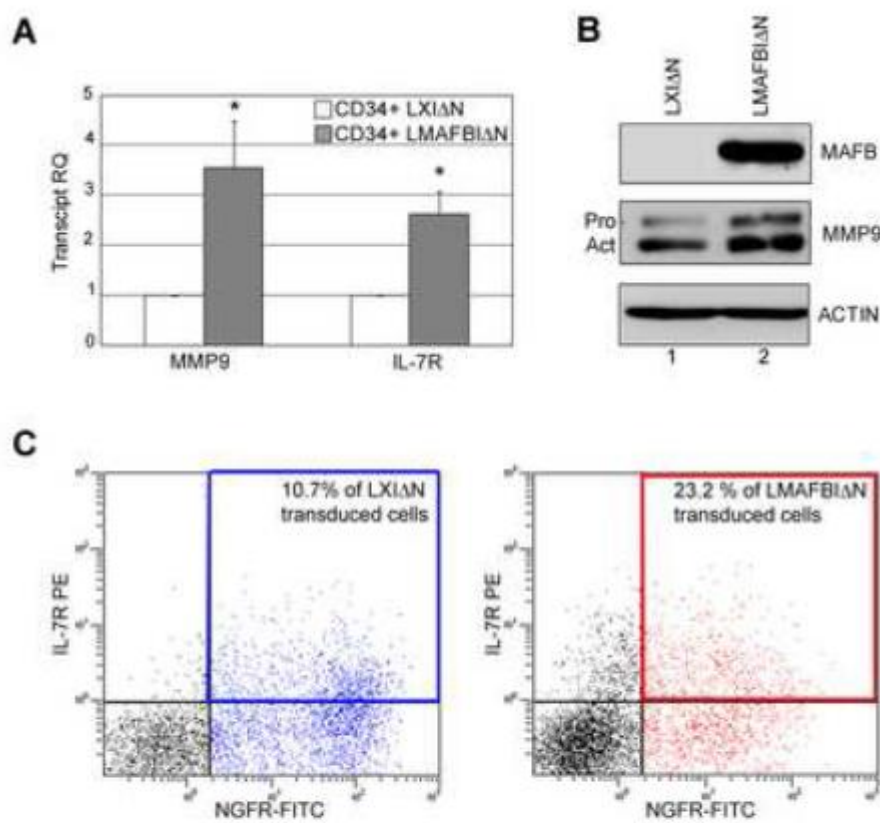 A
Transcipt RQ
5
4
3
2
1
0
CD34+ LXIΔN
CD34+ LMAFBIΔN
*
*
MMP9
IL-7R
B
LXIΔN
LMAFBIΔN
MAFB
Pro
Act
MMP9
ACTIN
1
2
C
10.7% of LXIΔN
transduced cells
IL-7R PE
NGFR-FITC
23.2 % of LMAFBIΔN
transduced cells
IL-7R PE
NGFR-FITC